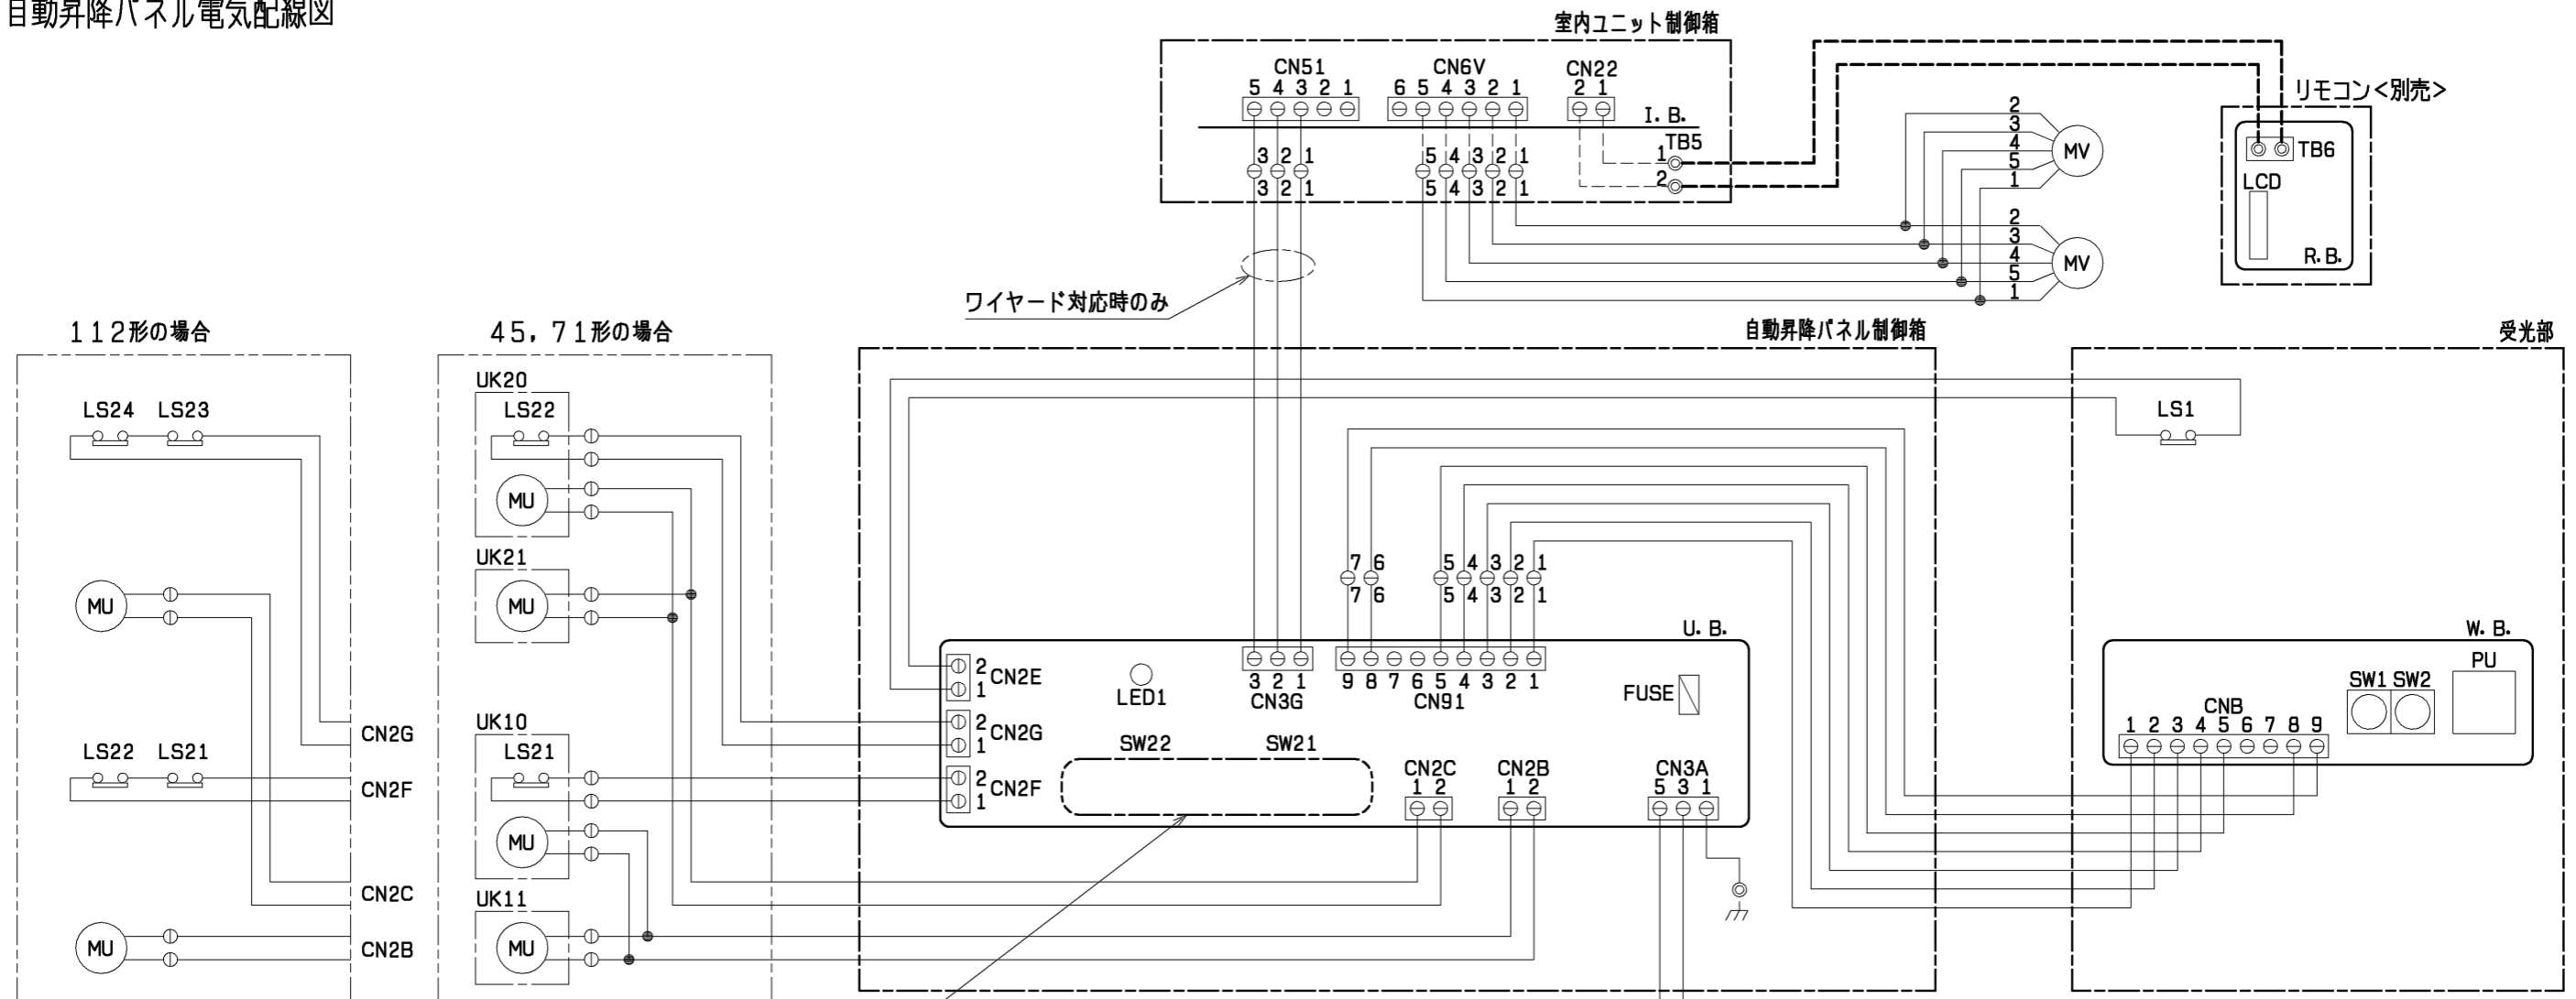 自動昇降パネル電気配線図
室内ユニット制御箱
CN51 CN6V CN22
5 4 3 2 1 6 5 4 3 2 1 2 1
リモコン<別売>
I.B.
TB5
3 2 1 5 4 3 2 1 1
3 2 1 5 4 3 2 1 2
2
3
4
5
1
MV
TB6
LCD
R.B.
2
3
4
5
1
MV
ワイヤード対応時のみ
112形の場合
45,71形の場合
自動昇降パネル制御箱
受光部
LS24 LS23
MU
LS22 LS21
MU
CN2G
CN2F
CN2C
CN2B
UK20
LS22
MU
UK21
MU
UK10
LS21
MU
UK11
MU
LS1
7 6 5 4 3 2 1
7 6 5 4 3 2 1
U.B.
2
1
CN2E
2
1
CN2G
2
1
CN2F
LED1
3 2 1
CN3G
9 8 7 6 5 4 3 2 1
CN91
FUSE
SW22 SW21
CN2C CN2B CN3A
1 2 1 2 5 3 1
W.B.
PU
SW1 SW2
CNB
1 2 3 4 5 6 7 8 9